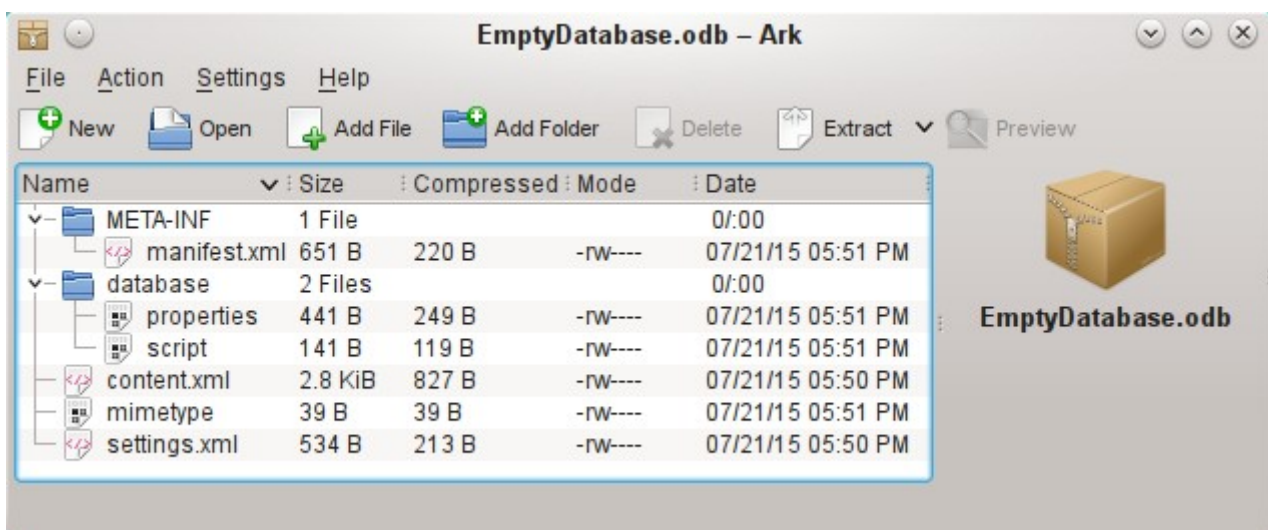 EmptyDatabase.odb – Ark
File Action Settings Help
New Open Add File Add Folder Delete Extract Preview
Name Size Compressed Mode Date
META-INF 1 File 0/:00
manifest.xml 651 B 220 B -rw---- 07/21/15 05:51 PM
database 2 Files 0/:00
properties 441 B 249 B -rw---- 07/21/15 05:51 PM
script 141 B 119 B -rw---- 07/21/15 05:51 PM
content.xml 2.8 KiB 827 B -rw---- 07/21/15 05:50 PM
mimetype 39 B 39 B -rw---- 07/21/15 05:51 PM
settings.xml 534 B 213 B -rw---- 07/21/15 05:50 PM
EmptyDatabase.odb